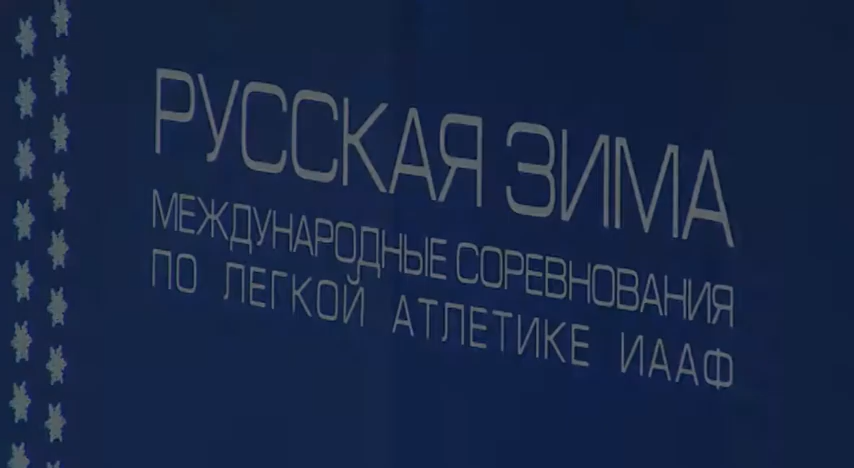 РУССКАЯ ЗИМА
МЕЖДУНАРОДНЫЕ СОРЕВНОВАНИЯ
ПО ЛЕГКОЙ АТЛЕТИКЕ ИААФ